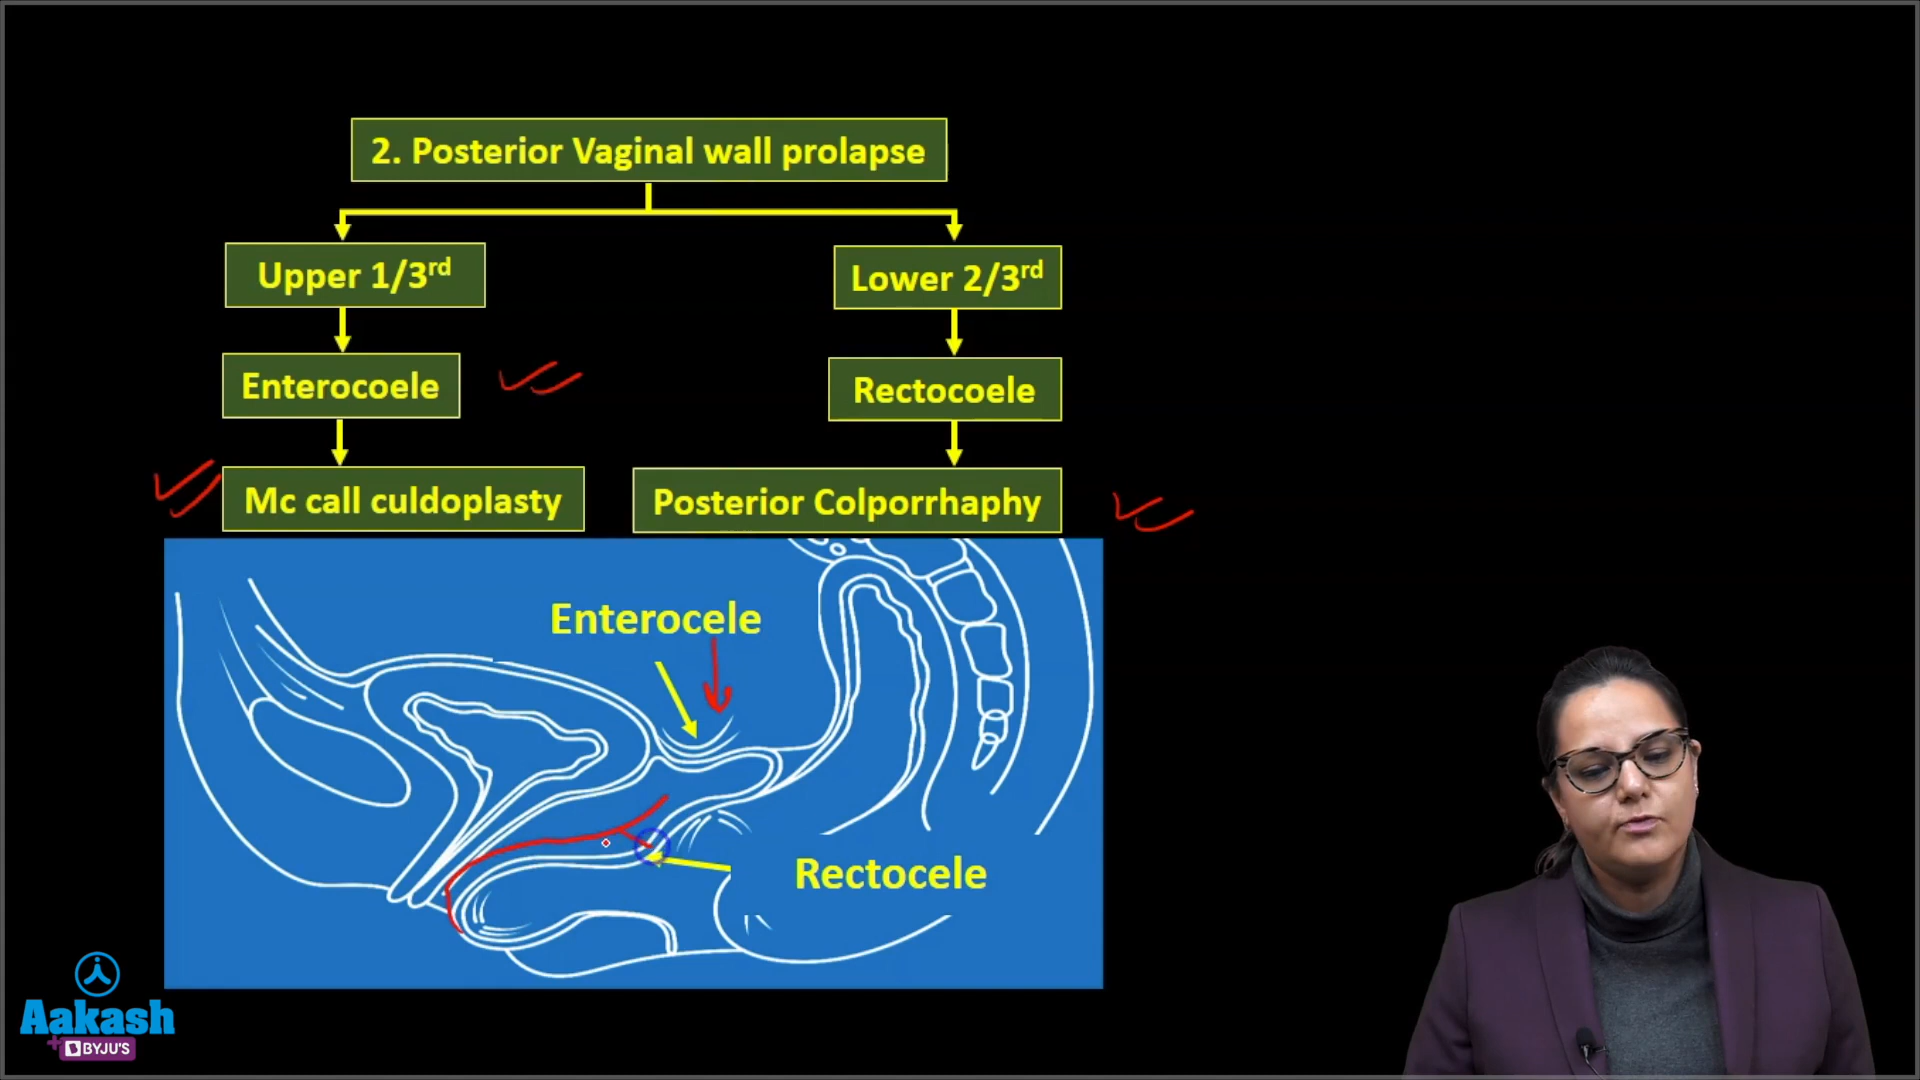 2. Posterior Vaginal wall prolapse
Upper 1/3rd
Lower 2/3rd
Enterocoele
Rectocoele
Mc call culdoplasty
Posterior Colporrhaphy
Enterocele
Rectocele
Aakash
+ BYJU'S